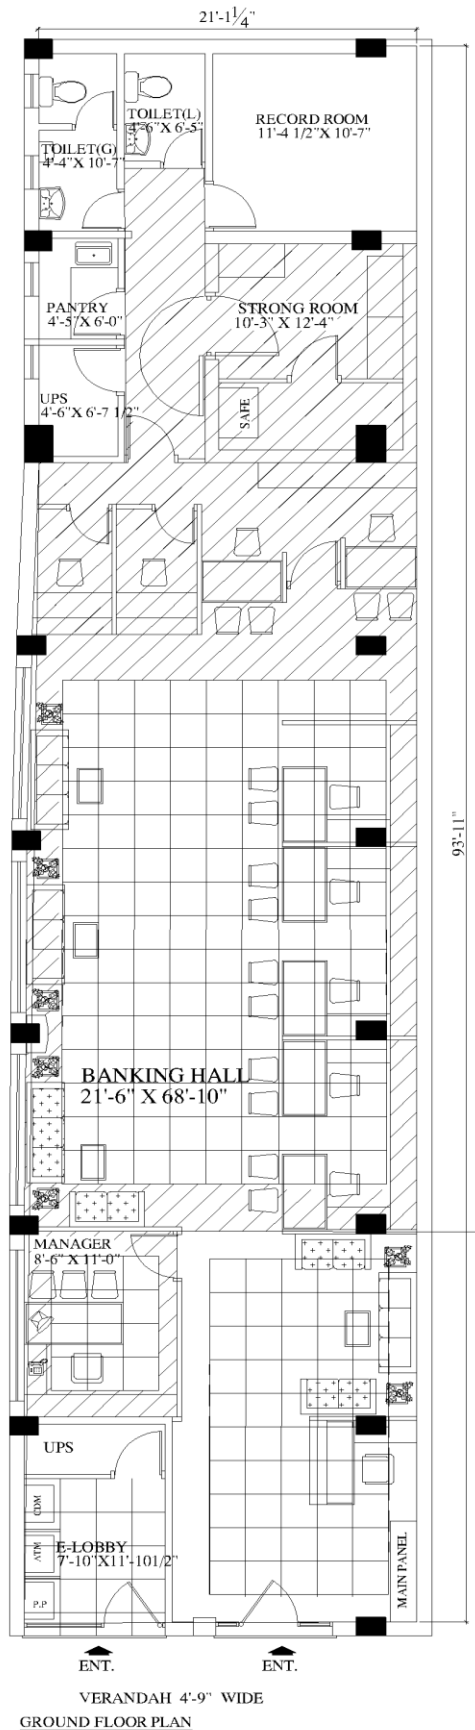 21'-1¼"
TOILET(L)
4'-6"X 6'-5"
RECORD ROOM
11'-4 1/2"X 10'-7"
TOILET(G)
4'-4"X 10'-7"
PANTRY
4'-5"X 6'-0"
STRONG ROOM
10'-3" X 12'-4"
UPS
4'-6"X 6'-7 1/2"
SAFE
93'-11"
BANKING HALL
21'-6" X 68'-10"
MANAGER
8'-6"X 11'-0"
UPS
CDM
ATM
E-LOBBY
7'-10"X11'-101/2"
P.P
MAIN PANEL
ENT.
ENT.
VERANDAH 4'-9" WIDE
GROUND FLOOR PLAN